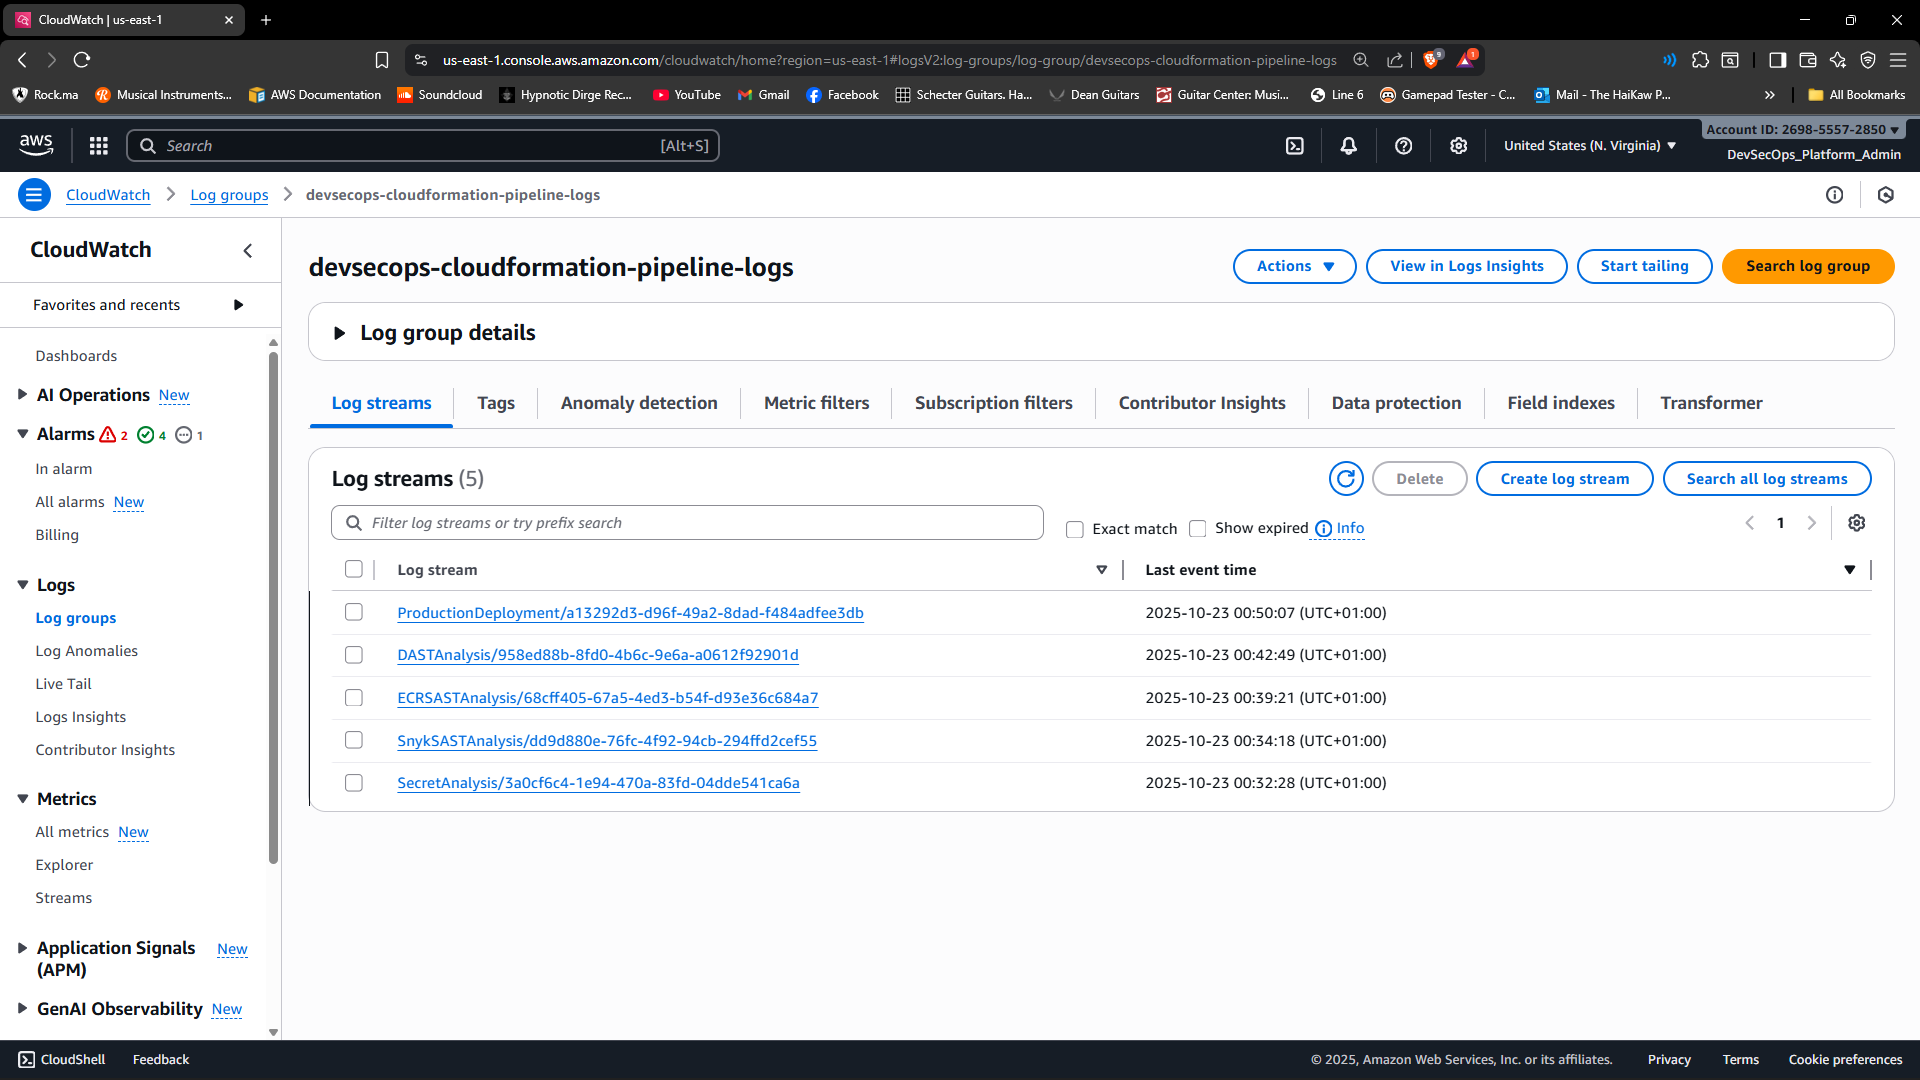 CloudWatch | us-east-1
us-east-1.console.aws.amazon.com/cloudwatch/home?region=us-east-1#logsV2:log-groups/log-group/devsecops-cloudformation-pipeline-logs
9
1
Rock.ma
Musical Instruments...
AWS Documentation
Soundcloud
Hypnotic Dirge Rec...
YouTube
Gmail
Facebook
Schecter Guitars. Ha...
Dean Guitars
Guitar Center: Musi...
Line 6
Gamepad Tester - C...
Mail - The HaiKaw P...
All Bookmarks
aws
Search
[Alt+S]
United States (N. Virginia)
Account ID: 2698-5557-2850
DevSecOps_Platform_Admin
CloudWatch
Log groups
devsecops-cloudformation-pipeline-logs
CloudWatch
Favorites and recents
Dashboards
AI Operations New
Alarms 2 4 1
In alarm
All alarms New
Billing
Logs
Log groups
Log Anomalies
Live Tail
Logs Insights
Contributor Insights
Metrics
All metrics New
Explorer
Streams
Application Signals (APM) New
GenAI Observability New
devsecops-cloudformation-pipeline-logs
Actions
View in Logs Insights
Start tailing
Search log group
Log group details
Log streams
Tags
Anomaly detection
Metric filters
Subscription filters
Contributor Insights
Data protection
Field indexes
Transformer
Log streams (5)
Delete
Create log stream
Search all log streams
Filter log streams or try prefix search
Exact match
Show expired
Info
1
Log stream
Last event time
ProductionDeployment/a13292d3-d96f-49a2-8dad-f484adfee3db
2025-10-23 00:50:07 (UTC+01:00)
DASTAnalysis/958ed88b-8fd0-4b6c-9e6a-a0612f92901d
2025-10-23 00:42:49 (UTC+01:00)
ECRSASTAnalysis/68cff405-67a5-4ed3-b54f-d93e36c684a7
2025-10-23 00:39:21 (UTC+01:00)
SnykSASTAnalysis/dd9d880e-76fc-4f92-94cb-294ffd2cef55
2025-10-23 00:34:18 (UTC+01:00)
SecretAnalysis/3a0cf6c4-1e94-470a-83fd-04dde541ca6a
2025-10-23 00:32:28 (UTC+01:00)
CloudShell
Feedback
© 2025, Amazon Web Services, Inc. or its affiliates.
Privacy
Terms
Cookie preferences